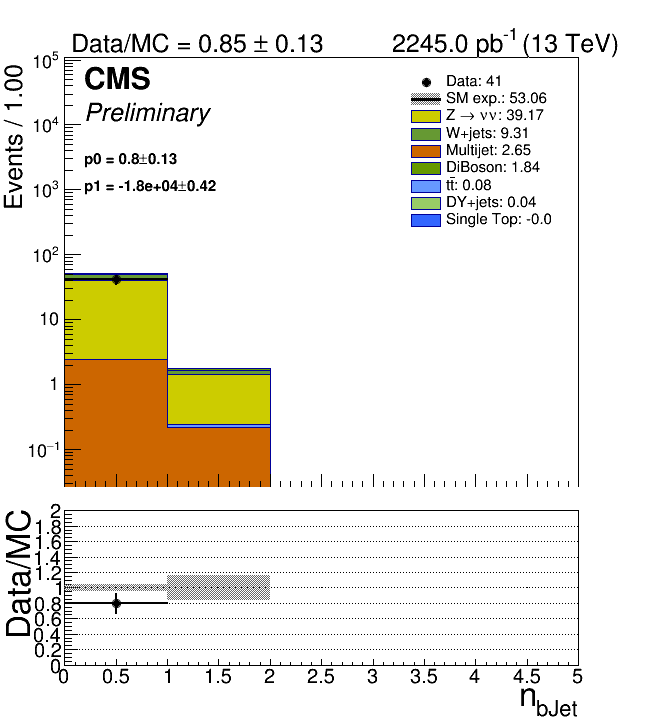 Data/MC = 0.85 ± 0.13 2245.0 pb⁻¹ (13 TeV)
CMS
Preliminary
p0 = 0.8±0.13
p1 = -1.8e+04±0.42
Data: 41
SM exp.: 53.06
Z → νν: 39.17
W+jets: 9.31
Multijet: 2.65
DiBoson: 1.84
tt̄: 0.08
DY+jets: 0.04
Single Top: -0.0
Events / 1.00
10⁵
10⁴
10³
10²
10
1
10⁻¹
Data/MC
2
1.8
1.6
1.4
1.2
1
0.8
0.6
0.4
0.2
0
0 0.5 1 1.5 2 2.5 3 3.5 4 4.5 5
n_bJet